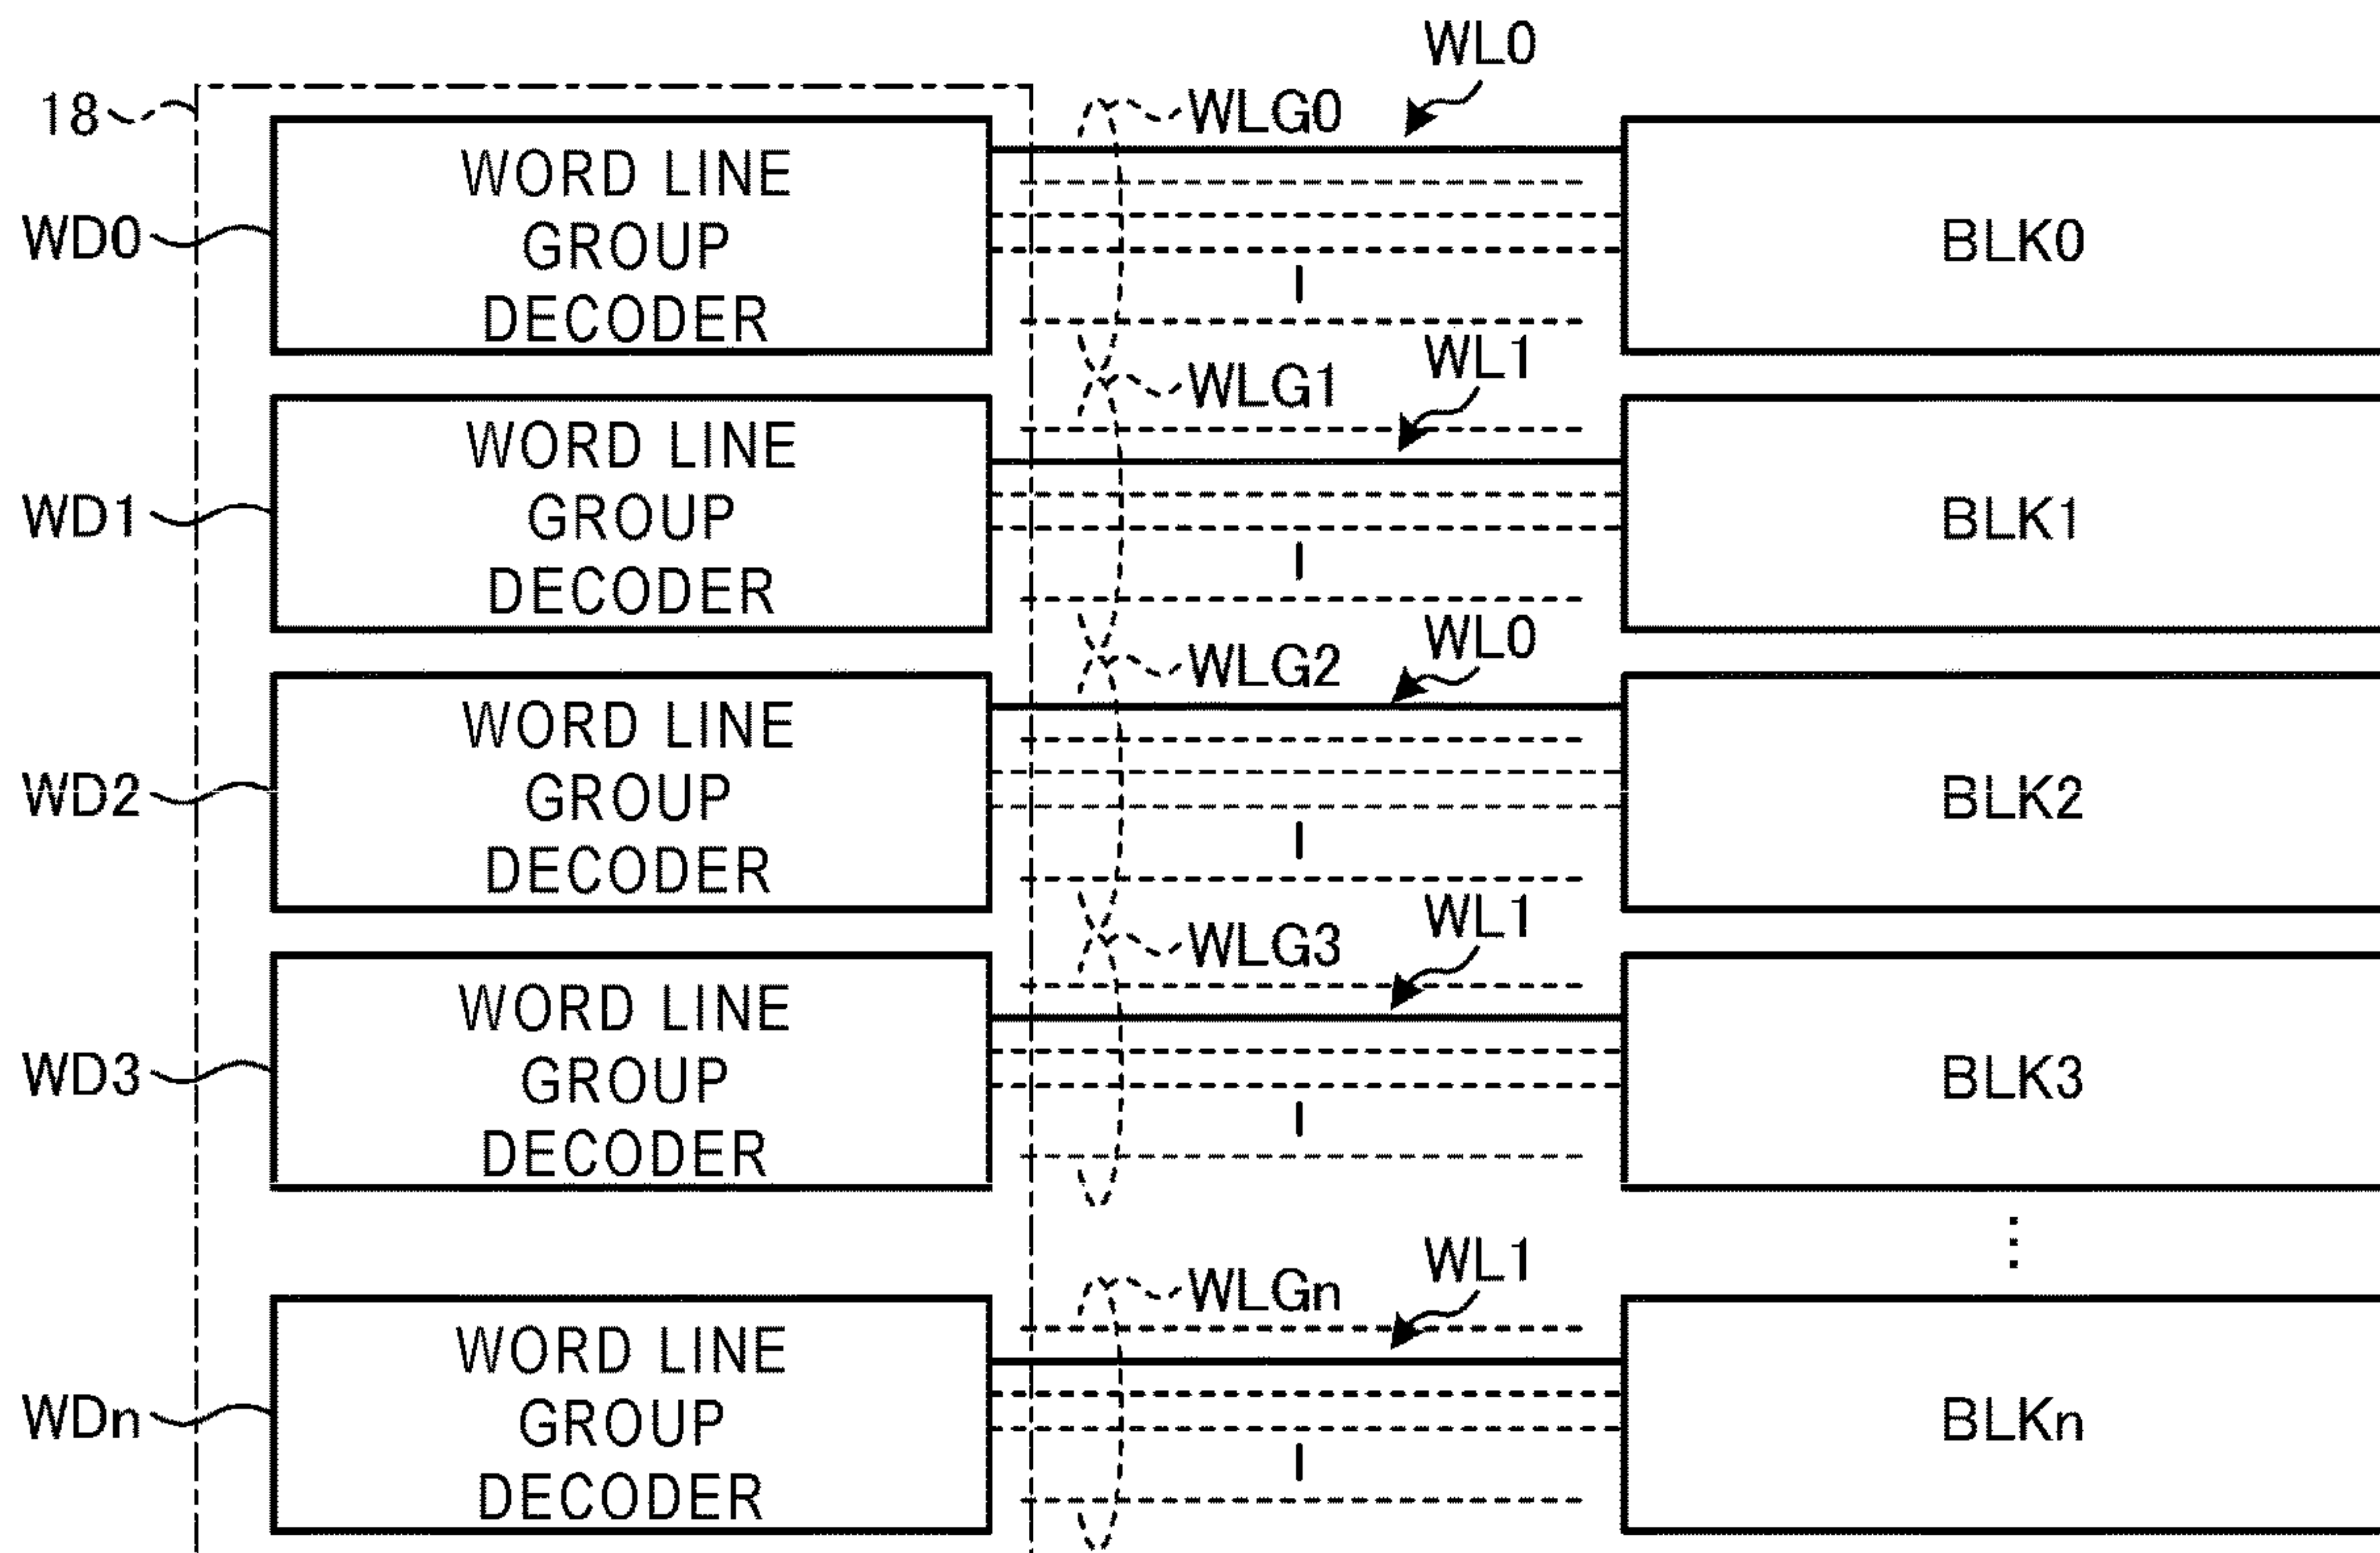 WL0
18
WLG0
WORD LINE
GROUP
DECODER
WD0
BLK0
WL1
WLG1
WORD LINE
GROUP
DECODER
WD1
BLK1
WL0
WLG2
WORD LINE
GROUP
DECODER
WD2
BLK2
WL1
WLG3
WORD LINE
GROUP
DECODER
WD3
BLK3
WL1
WLGn
WORD LINE
GROUP
DECODER
WDn
BLKn